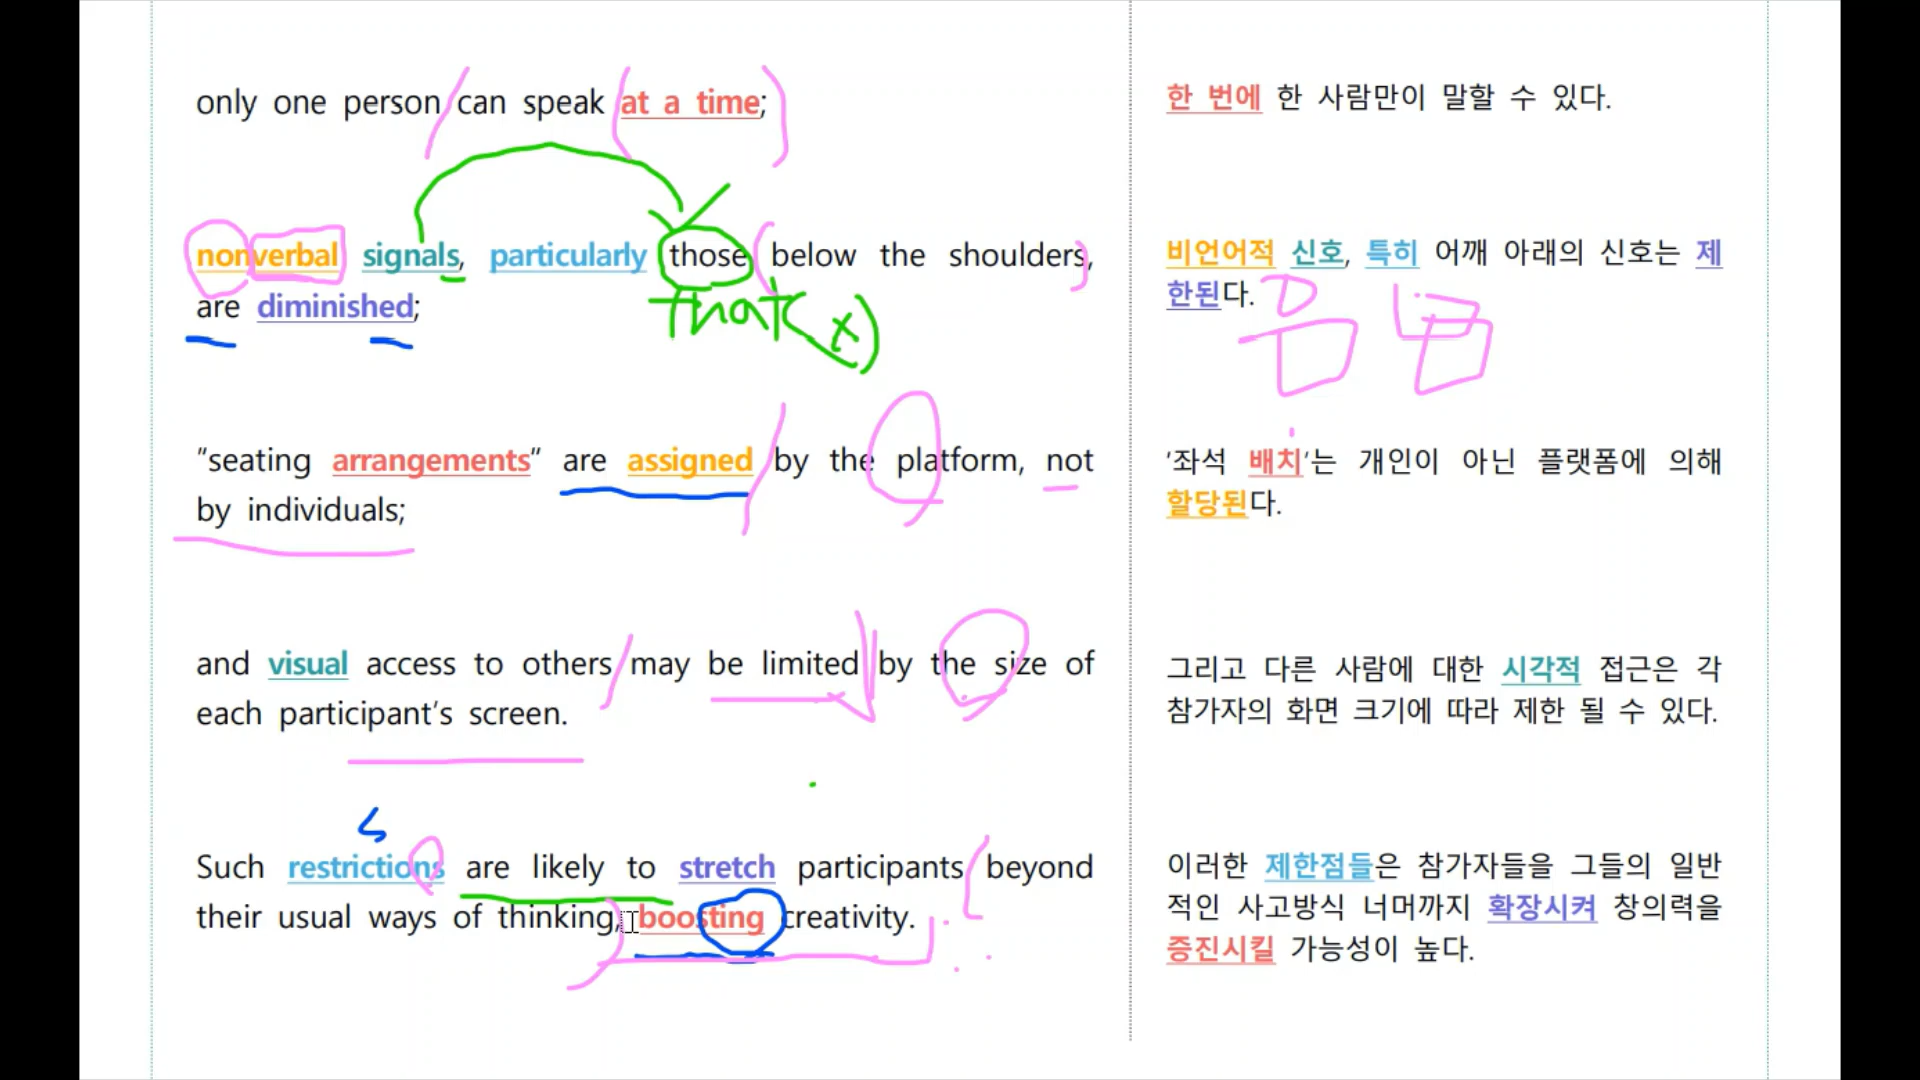 only one person can speak at a time;
한 번에 한 사람만이 말할 수 있다.
nonverbal signals, particularly those below the shoulders,
are diminished;
that (x)
비언어적 신호, 특히 어깨 아래의 신호는 제
한된다.
“seating arrangements” are assigned by the platform, not
by individuals;
‘좌석 배치’는 개인이 아닌 플랫폼에 의해
할당된다.
and visual access to others may be limited by the size of
each participant’s screen.
그리고 다른 사람에 대한 시각적 접근은 각
참가자의 화면 크기에 따라 제한 될 수 있다.
Such restrictions are likely to stretch participants beyond
their usual ways of thinking, boosting creativity.
이러한 제한점들은 참가자들을 그들의 일반
적인 사고방식 너머까지 확장시켜 창의력을
증진시킬 가능성이 높다.